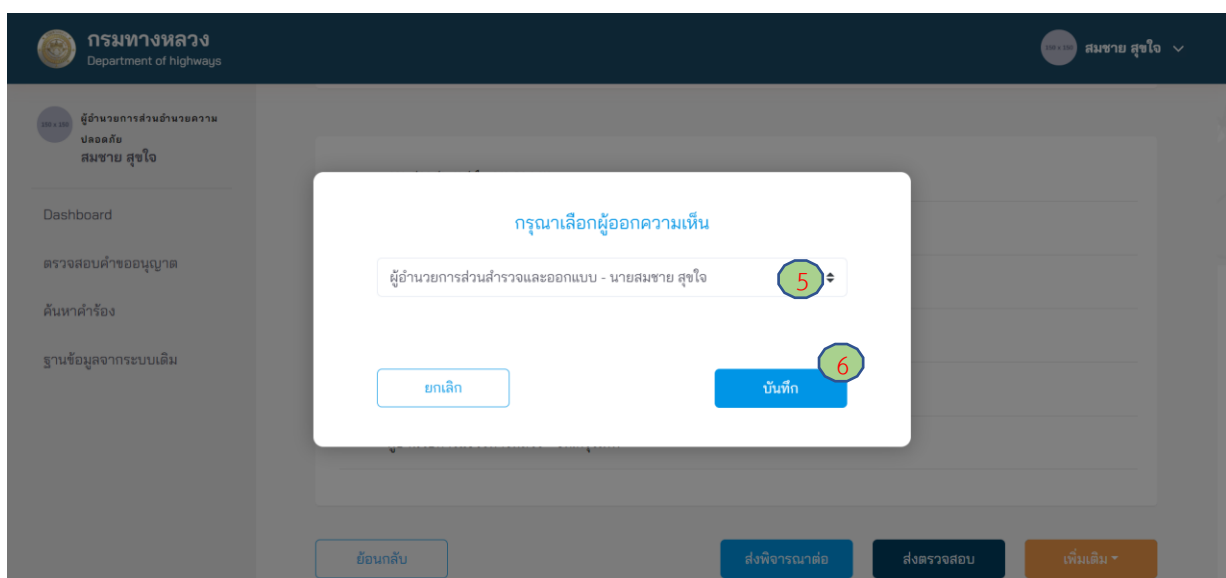 กรมทางหลวง
Department of highways
สมชาย สุขใจ
ผู้อำนวยการส่วนอำนวยความ
ปลอดภัย
สมชาย สุขใจ
Dashboard
ตรวจสอบคำขออนุญาต
ค้นหาคำร้อง
ฐานข้อมูลจากระบบเดิม
กรุณาเลือกผู้ออกความเห็น
ผู้อำนวยการส่วนสำรวจและออกแบบ - นายสมชาย สุขใจ
5
6
ยกเลิก
บันทึก
ย้อนกลับ
ส่งพิจารณาต่อ
ส่งตรวจสอบ
เพิ่มเติม